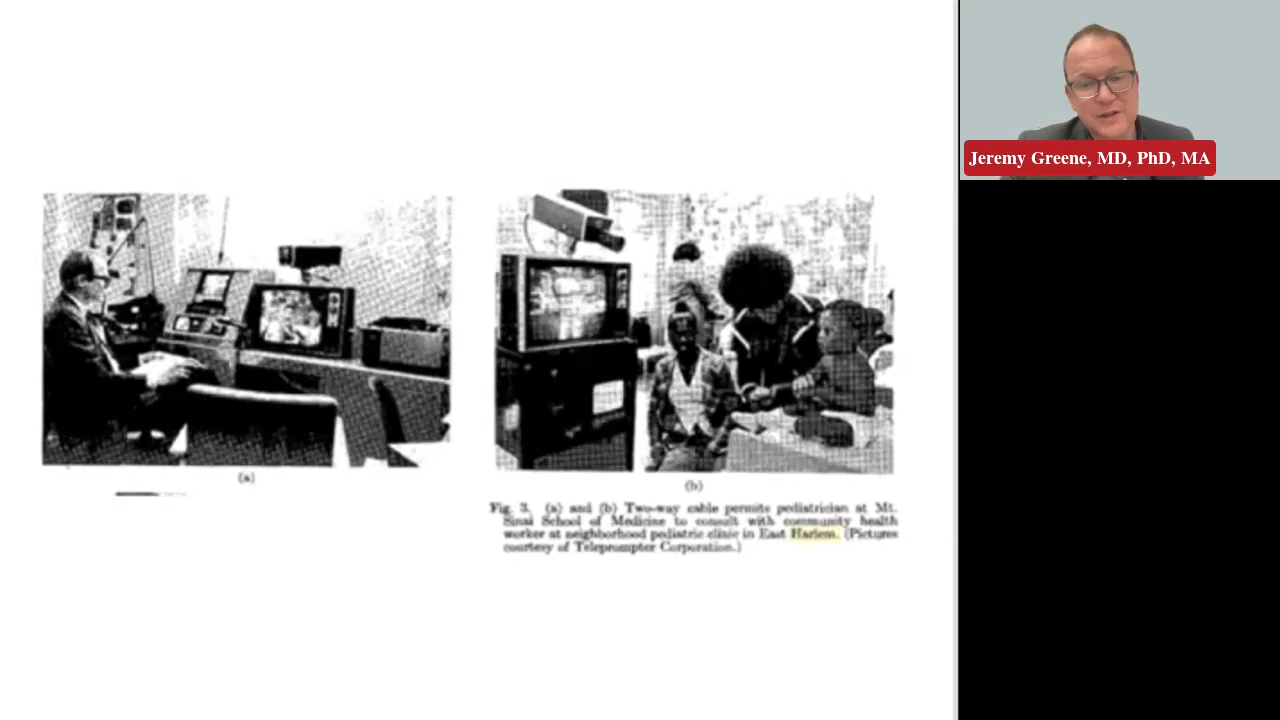 Jeremy Greene, MD, PhD, MA
(a)
(b)
Fig. 3. (a) and (b) Two-way cable permits pediatrician at Mt.
Sinai School of Medicine to consult with community health
worker at neighborhood pediatric clinic in East Harlem. (Pictures
courtesy of Teleprompter Corporation.)